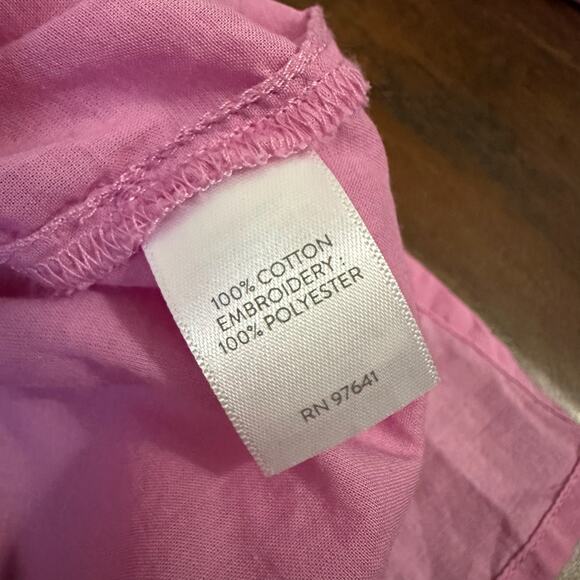 100% COTTON
EMBROIDERY :
100% POLYESTER
RN 97641